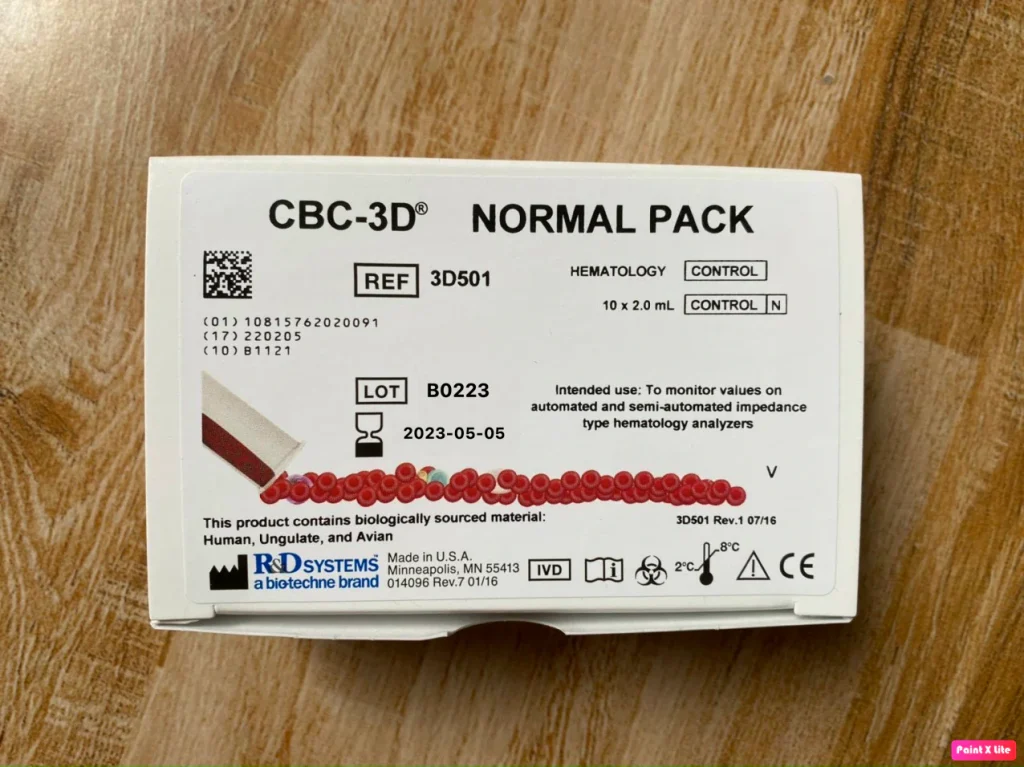 CBC-3D® NORMAL PACK
REF 3D501
HEMATOLOGY CONTROL
10 x 2.0 mL CONTROL N
(01) 10815762020091
(17) 220205
(10) B1121
LOT B0223
2023-05-05
Intended use: To monitor values on
automated and semi-automated impedance
type hematology analyzers
V
This product contains biologically sourced material:
Human, Ungulate, and Avian
3D501 Rev.1 07/16
R&DSYSTEMS™
a biotechne brand
Made in U.S.A.
Minneapolis, MN 55413
014096 Rev.7 01/16
IVD
i
2°C
8°C
CE
Paint X Lite